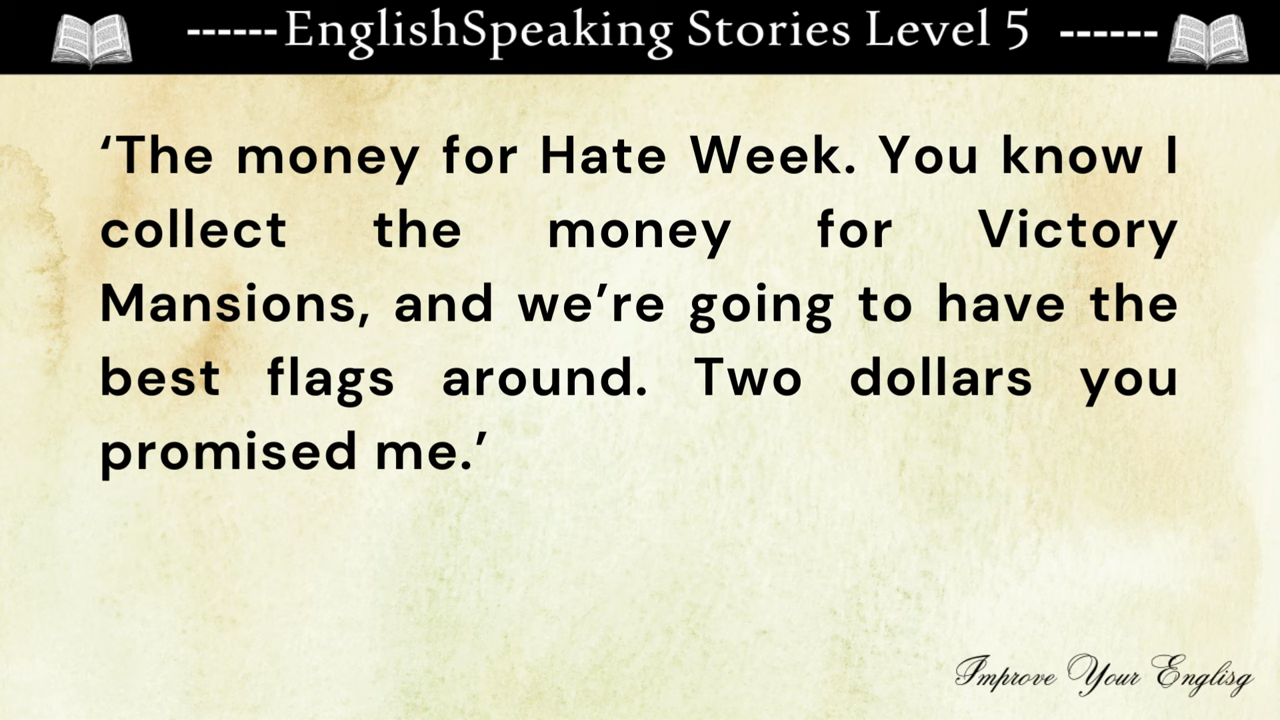 ------EnglishSpeaking Stories Level 5 ------
‘The money for Hate Week. You know I
collect the money for Victory
Mansions, and we’re going to have the
best flags around. Two dollars you
promised me.’
Improve Your Englisg